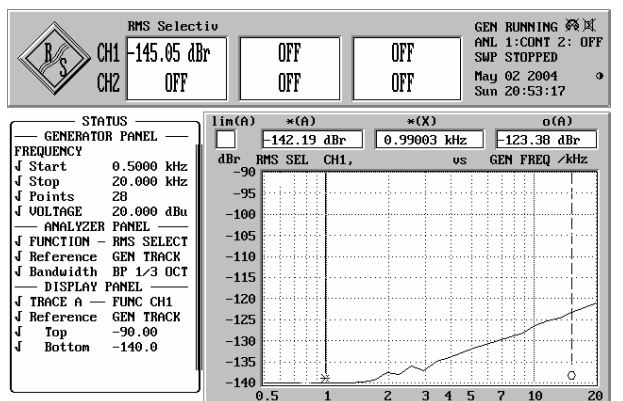 RMS Selectiv
R&S
CH1 -145.05 dBr OFF OFF
CH2 OFF OFF OFF
GEN RUNNING
ANL 1:CONT 2: OFF
SWP STOPPED
May 02 2004
Sun 20:53:17
STATUS
GENERATOR PANEL
FREQUENCY
Start 0.5000 kHz
Stop 20.000 kHz
Points 28
VOLTAGE 20.000 dBu
ANALYZER PANEL
FUNCTION - RMS SELECT
Reference GEN TRACK
Bandwidth BP 1/3 OCT
DISPLAY PANEL
TRACE A — FUNC CH1
Reference GEN TRACK
Top -90.00
Bottom -140.0
lim(A) *(A) *(X) o(A)
-142.19 dBr 0.99003 kHz -123.38 dBr
dBr RMS SEL CH1, vs GEN FREQ /kHz
-90
-95
-100
-105
-110
-115
-120
-125
-130
-135
-140
0.5 1 2 3 4 5 7 10 20